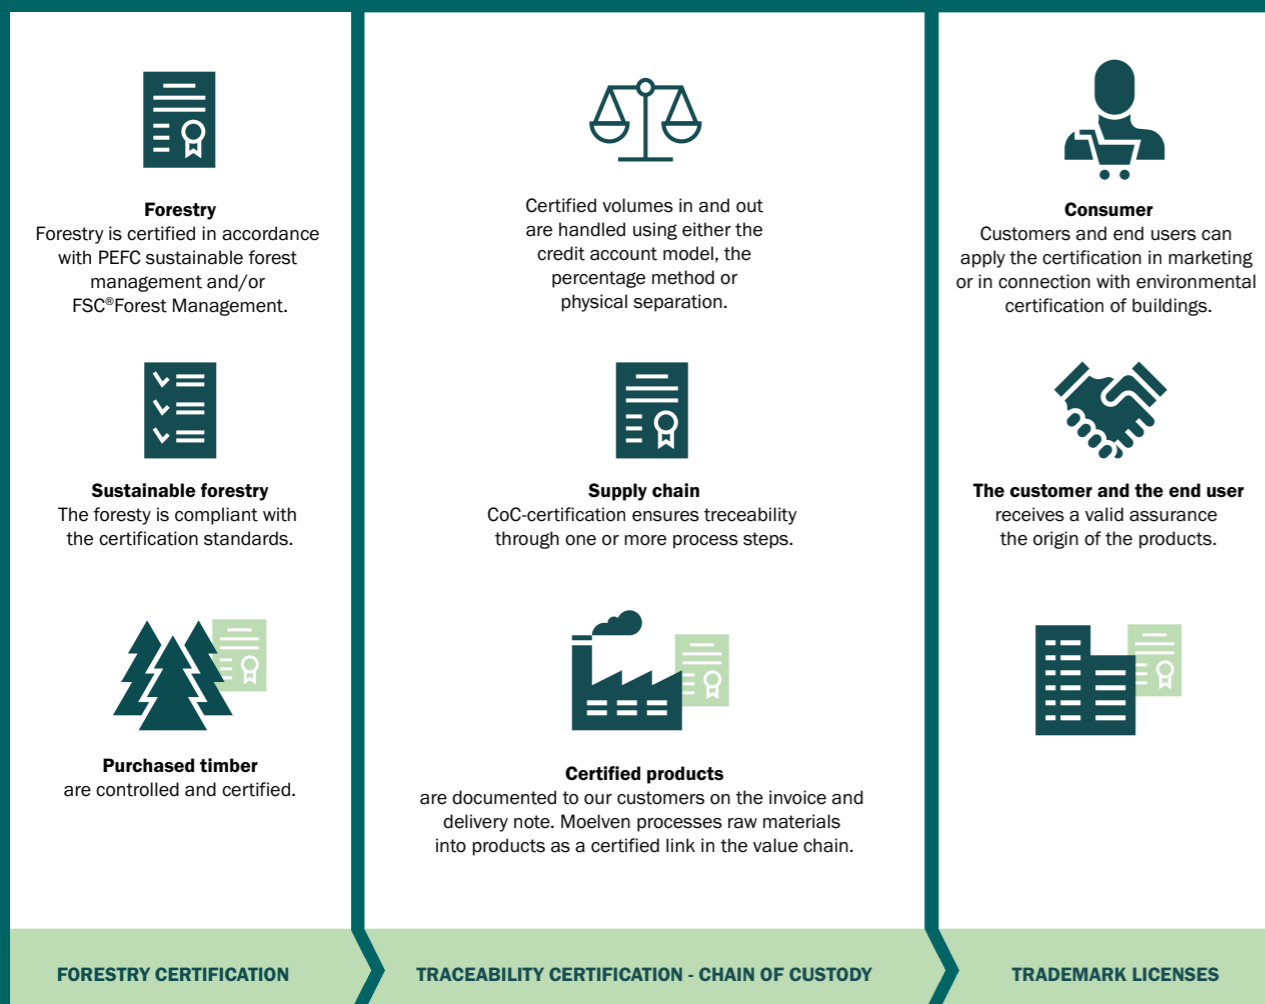 Forestry
Forestry is certified in accordance
with PEFC sustainable forest
management and/or
FSC®Forest Management.
Sustainable forestry
The foresty is compliant with
the certification standards.
Purchased timber
are controlled and certified.
FORESTRY CERTIFICATION
Certified volumes in and out
are handled using either the
credit account model, the
percentage method or
physical separation.
Supply chain
CoC-certification ensures treceability
through one or more process steps.
Certified products
are documented to our customers on the invoice and
delivery note. Moelven processes raw materials
into products as a certified link in the value chain.
TRACEABILITY CERTIFICATION - CHAIN OF CUSTODY
Consumer
Customers and end users can
apply the certification in marketing
or in connection with environmental
certification of buildings.
The customer and the end user
receives a valid assurance
the origin of the products.
TRADEMARK LICENSES